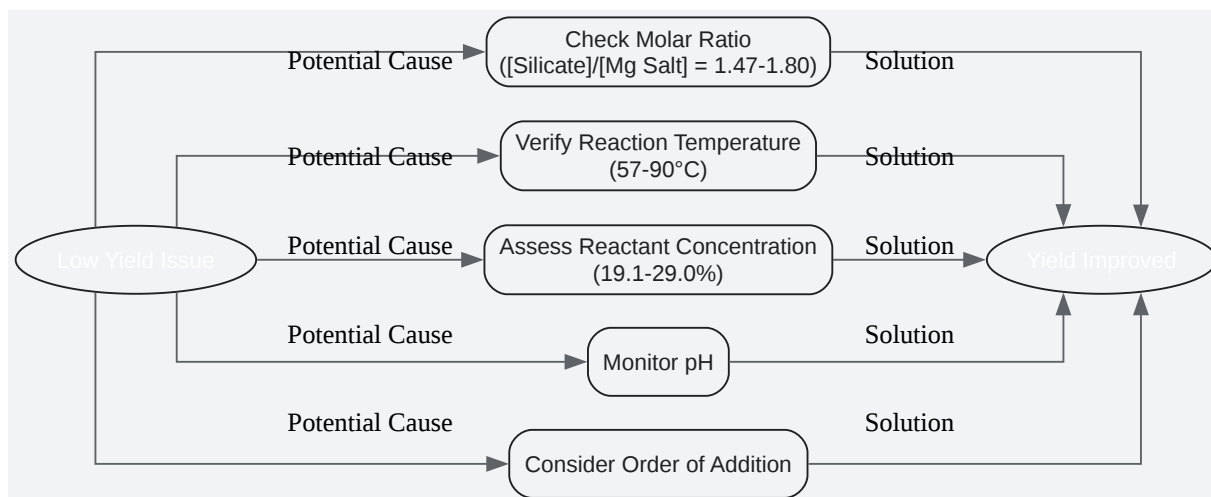 Check Molar Ratio
Potential Cause
([Silicate]/[Mg Salt] = 1.47-1.80)
Solution
Verify Reaction Temperature
Potential Cause
(57-90°C)
Solution
Low Yield Issue
Potential Cause
Assess Reactant Concentration
(19.1-29.0%)
Solution
Yield Improved
Potential Cause
Monitor pH
Solution
Potential Cause
Consider Order of Addition
Solution